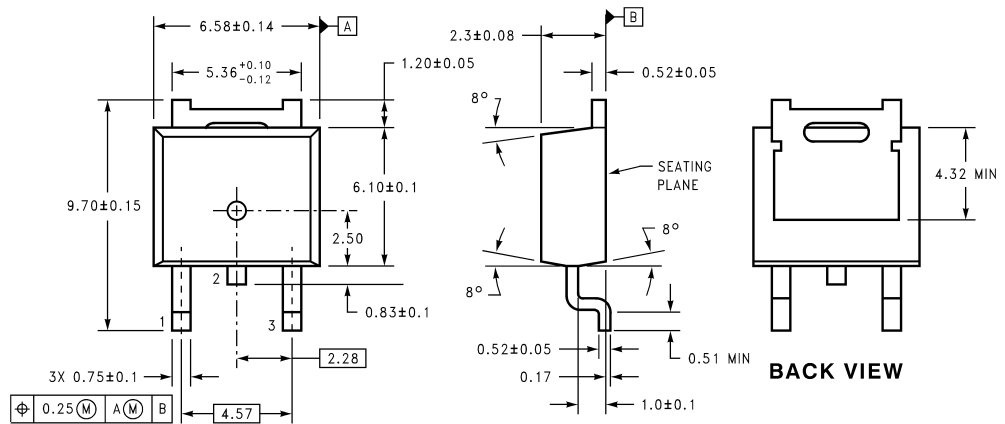 6.58±0.14
A
B
2.3±0.08
5.36 +0.10 -0.12
1.20±0.05
0.52±0.05
8°
SEATING
PLANE
4.32 MIN
9.70±0.15
6.10±0.1
2.50
8°
2
8°
0.83±0.1
1
3
2.28
0.52±0.05
0.51 MIN
3X 0.75±0.1
0.17
BACK VIEW
⌖ 0.25 Ⓜ A Ⓜ B
4.57
1.0±0.1